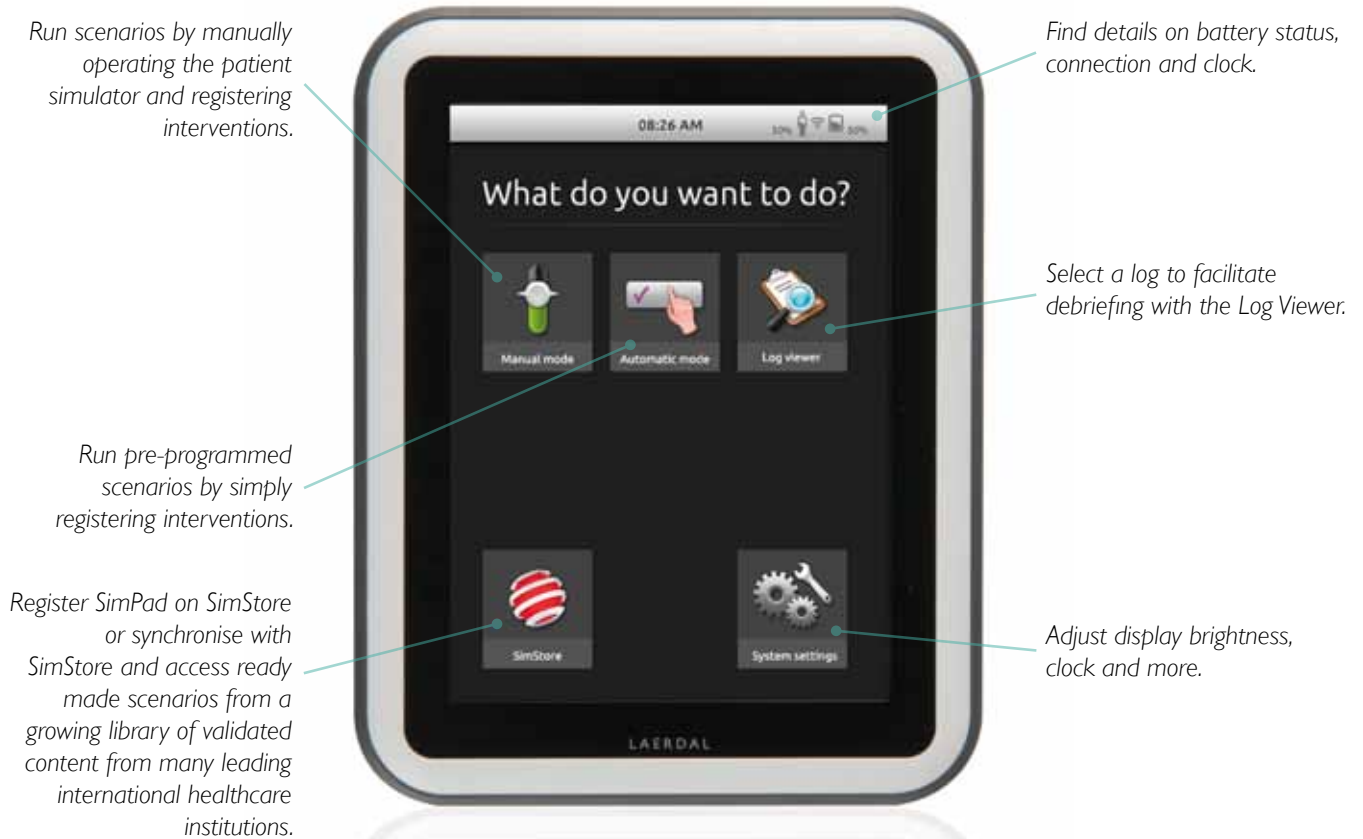 Run scenarios by manually
operating the patient
simulator and registering
interventions.
Find details on battery status,
connection and clock.
08:26 AM
What do you want to do?
Manual mode
Automatic mode
Log viewer
Select a log to facilitate
debriefing with the Log Viewer.
Run pre-programmed
scenarios by simply
registering interventions.
Register SimPad on SimStore
or synchronise with
SimStore and access ready
made scenarios from a
growing library of validated
content from many leading
international healthcare
institutions.
SimStore
System settings
Adjust display brightness,
clock and more.
LAERDAL